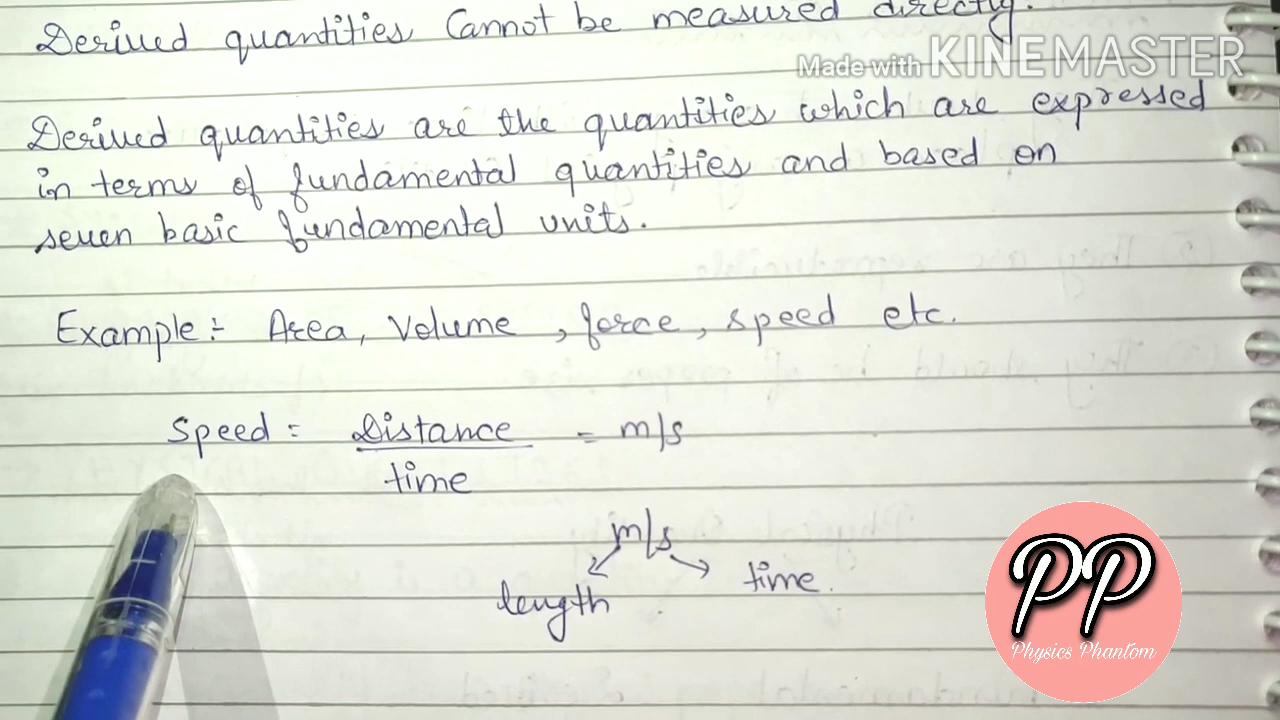 Derived quantities cannot be measured directly.
Made with KINEMASTER
Derived quantities are the quantities which are expressed
in terms of fundamental quantities and based on
seven basic fundamental units.
Example:- Area, Volume, force, speed etc.
Speed = Distance = m/s
time
m/s
length time.
PP
Physics Phantom